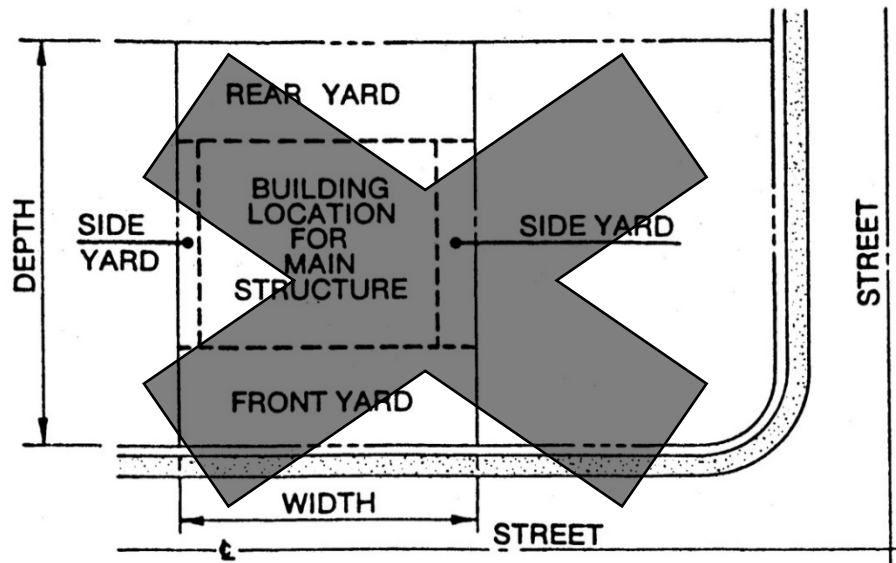 REAR YARD
BUILDING
LOCATION
FOR
MAIN
STRUCTURE
SIDE
YARD
SIDE YARD
DEPTH
STREET
FRONT YARD
WIDTH
STREET
℄